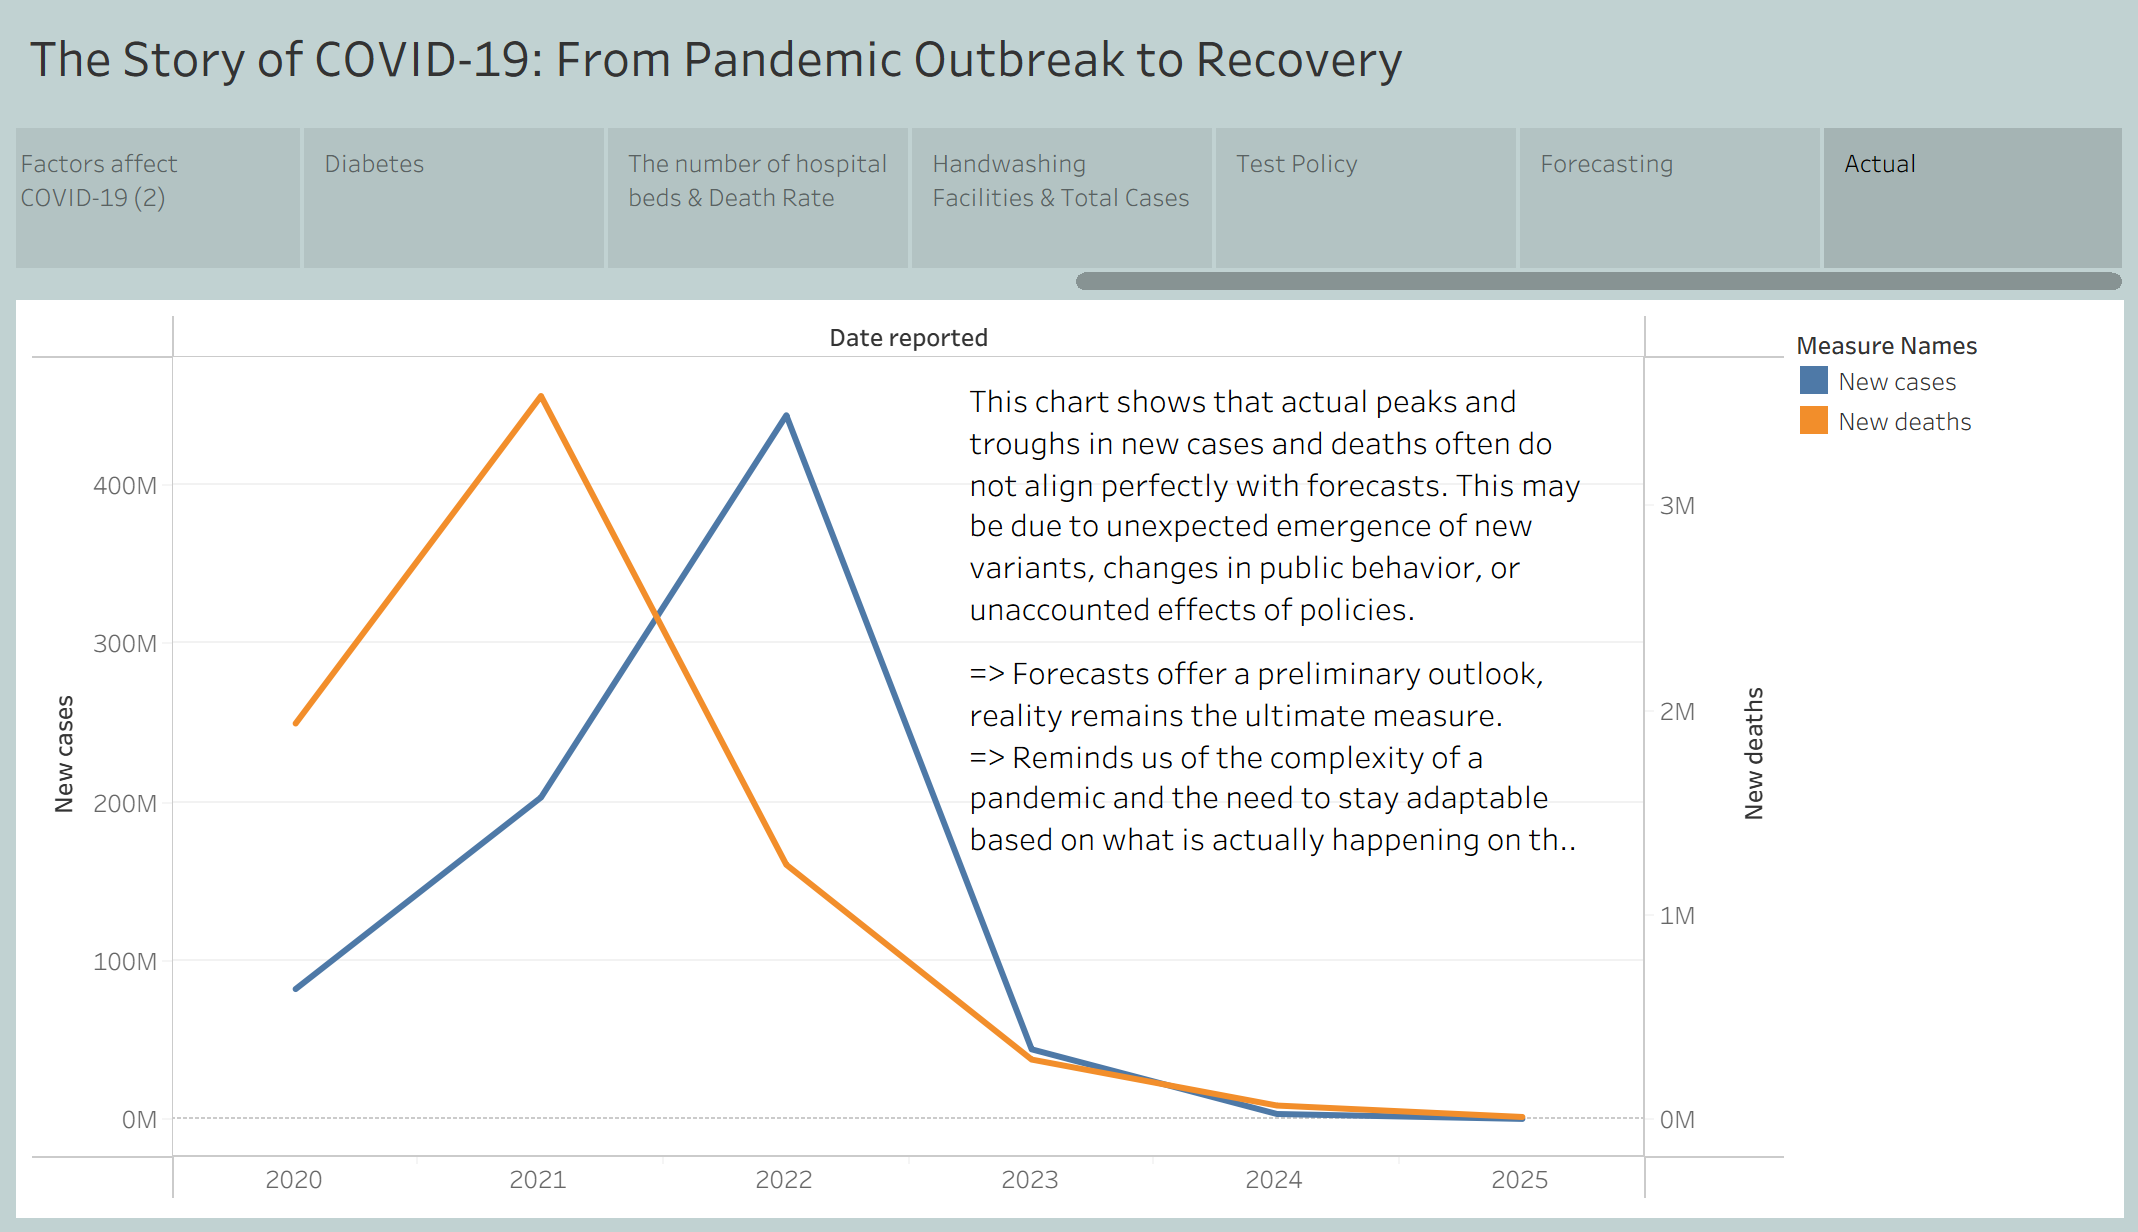 The Story of COVID-19: From Pandemic Outbreak to Recovery
Factors affect
COVID-19 (2)
Diabetes
The number of hospital
beds & Death Rate
Handwashing
Facilities & Total Cases
Test Policy
Forecasting
Actual
Date reported
Measure Names
New cases
New deaths
This chart shows that actual peaks and
troughs in new cases and deaths often do
not align perfectly with forecasts. This may
be due to unexpected emergence of new
variants, changes in public behavior, or
unaccounted effects of policies.
=> Forecasts offer a preliminary outlook,
reality remains the ultimate measure.
=> Reminds us of the complexity of a
pandemic and the need to stay adaptable
based on what is actually happening on th..
New cases
400M
300M
200M
100M
0M
3M
2M
1M
0M
New deaths
2020
2021
2022
2023
2024
2025